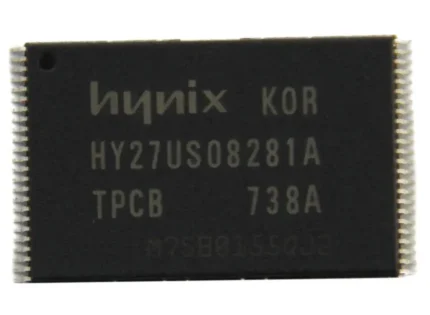 hynix KOR
HY27US08281A
TPCB 738A